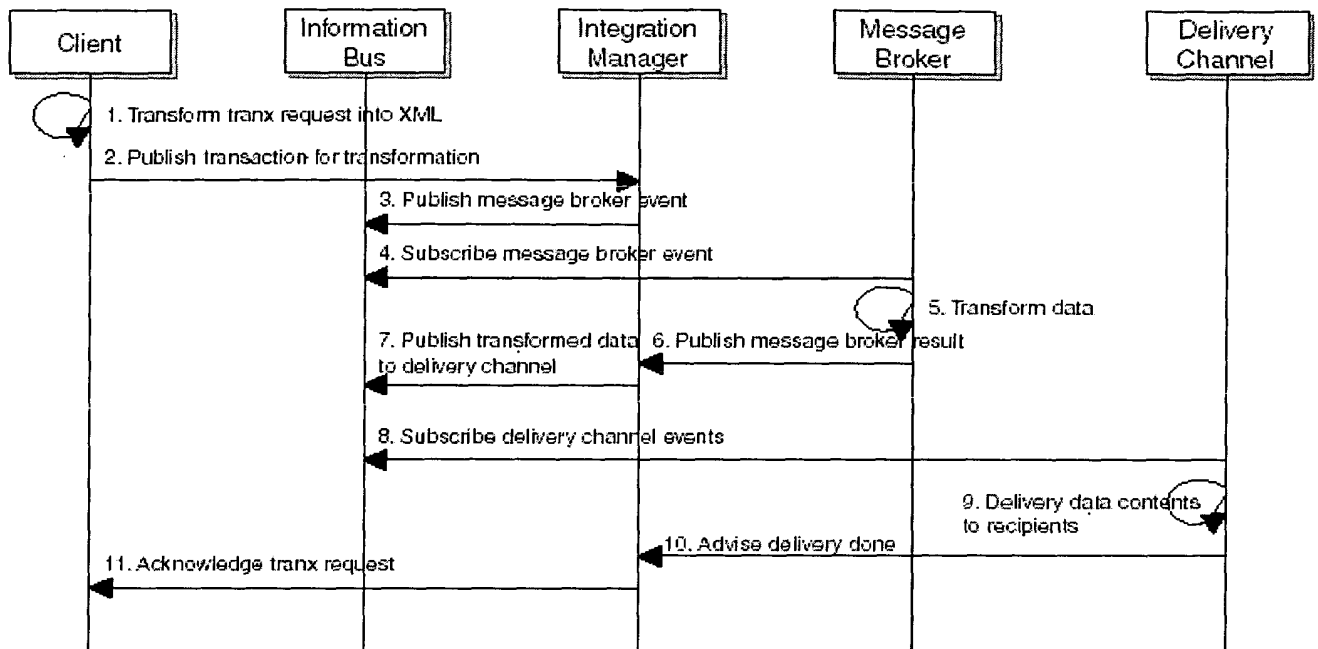 Client
Information
Bus
Integration
Manager
Message
Broker
Delivery
Channel
1. Transform tranx request into XML
2. Publish transaction for transformation
3. Publish message broker event
4. Subscribe message broker event
5. Transform data
7. Publish transformed data
to delivery channel
6. Publish message broker result
8. Subscribe delivery channel events
9. Delivery data contents
to recipients
10. Advise delivery done
11. Acknowledge tranx request